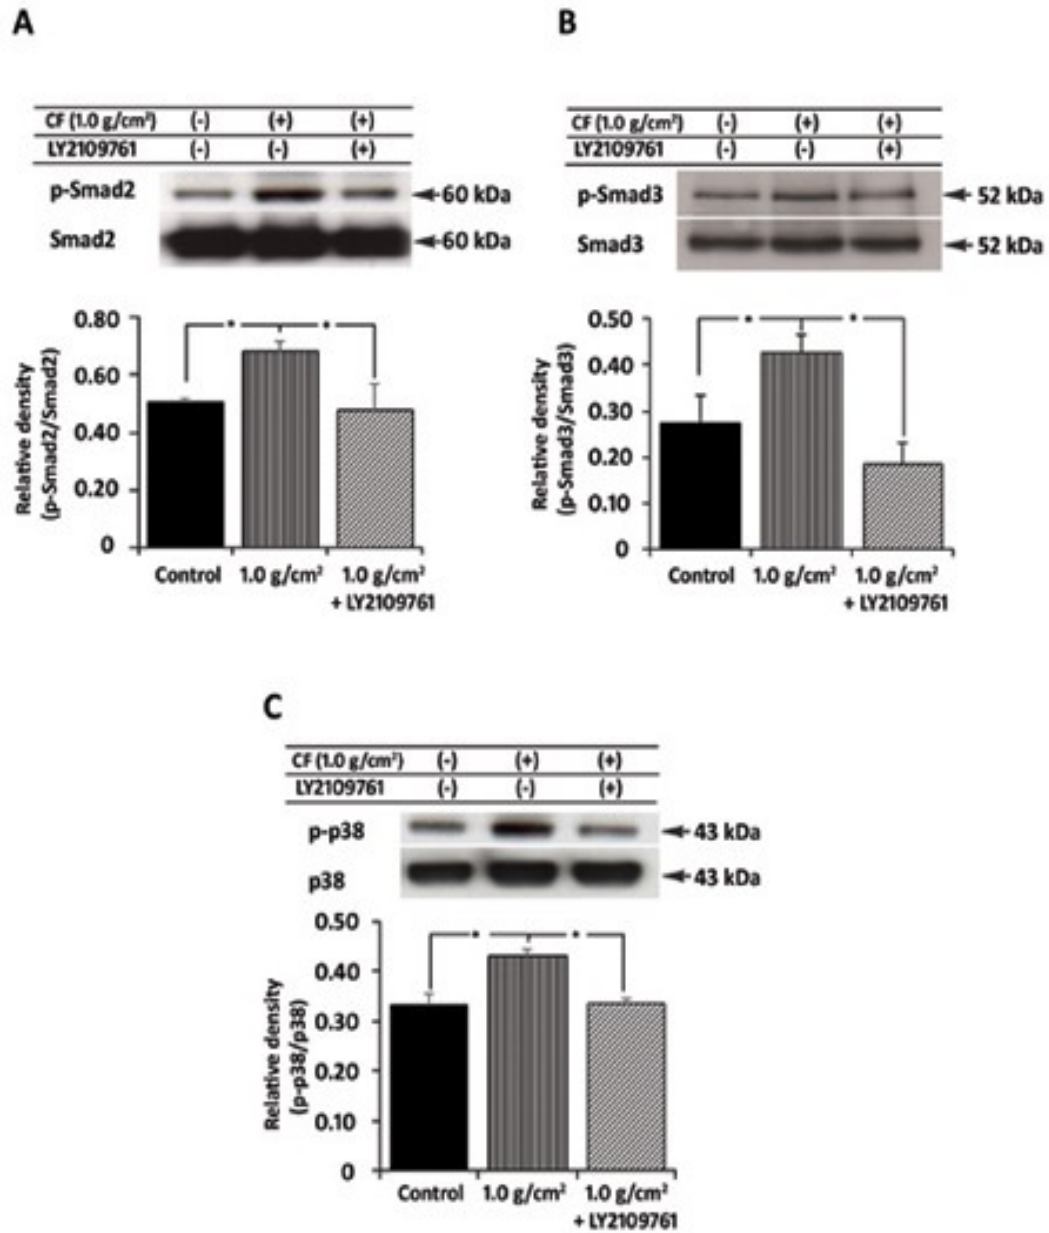 A
CF (1.0 g/cm²) (-) (+) (+)
LY2109761 (-) (-) (+)
p-Smad2 60 kDa
Smad2 60 kDa
Relative density
(p-Smad2/Smad2)
0.80
0.60
0.40
0.20
0
Control 1.0 g/cm² 1.0 g/cm²
+ LY2109761
B
CF (1.0 g/cm²) (-) (+) (+)
LY2109761 (-) (-) (+)
p-Smad3 52 kDa
Smad3 52 kDa
Relative density
(p-Smad3/Smad3)
0.50
0.40
0.30
0.20
0.10
0
Control 1.0 g/cm² 1.0 g/cm²
+ LY2109761
C
CF (1.0 g/cm²) (-) (+) (+)
LY2109761 (-) (-) (+)
p-p38 43 kDa
p38 43 kDa
Relative density
(p-p38/p38)
0.50
0.40
0.30
0.20
0.10
0
Control 1.0 g/cm² 1.0 g/cm²
+ LY2109761